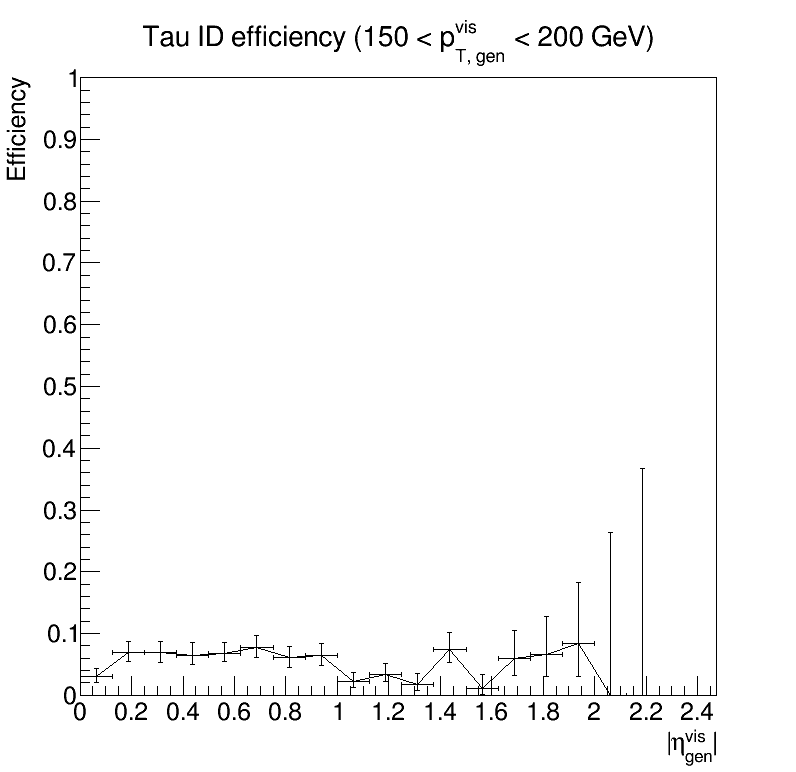 Tau ID efficiency (150 < p^vis_T, gen < 200 GeV)
Efficiency
1
0.9
0.8
0.7
0.6
0.5
0.4
0.3
0.2
0.1
0
0 0.2 0.4 0.6 0.8 1 1.2 1.4 1.6 1.8 2 2.2 2.4
|η^vis_gen|